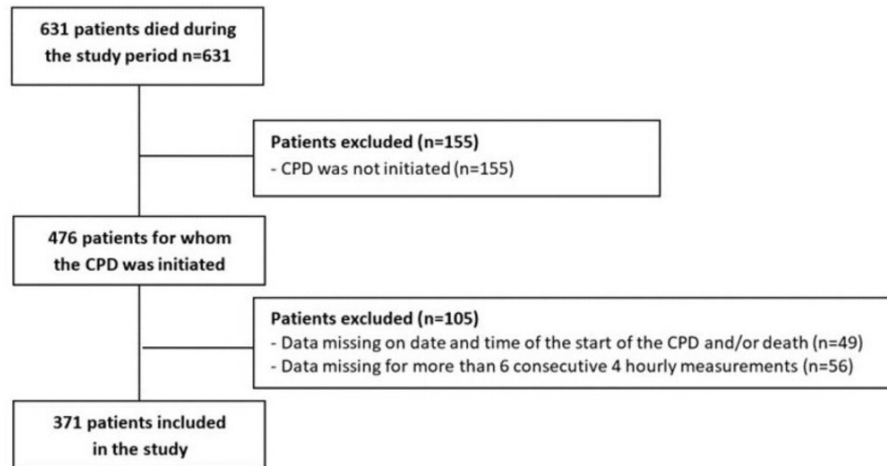 631 patients died during
the study period n=631
Patients excluded (n=155)
- CPD was not initiated (n=155)
476 patients for whom
the CPD was initiated
Patients excluded (n=105)
- Data missing on date and time of the start of the CPD and/or death (n=49)
- Data missing for more than 6 consecutive 4 hourly measurements (n=56)
371 patients included
in the study